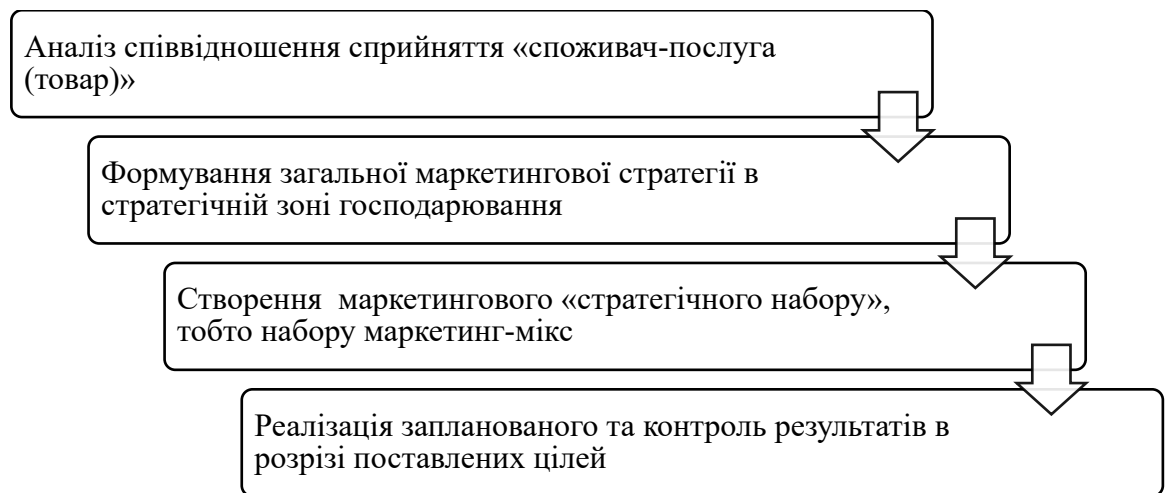 Аналіз співвідношення сприйняття «споживач-послуга
(товар)»
Формування загальної маркетингової стратегії в
стратегічній зоні господарювання
Створення  маркетингового «стратегічного набору»,
тобто набору маркетинг-мікс
Реалізація запланованого та контроль результатів в
розрізі поставлених цілей